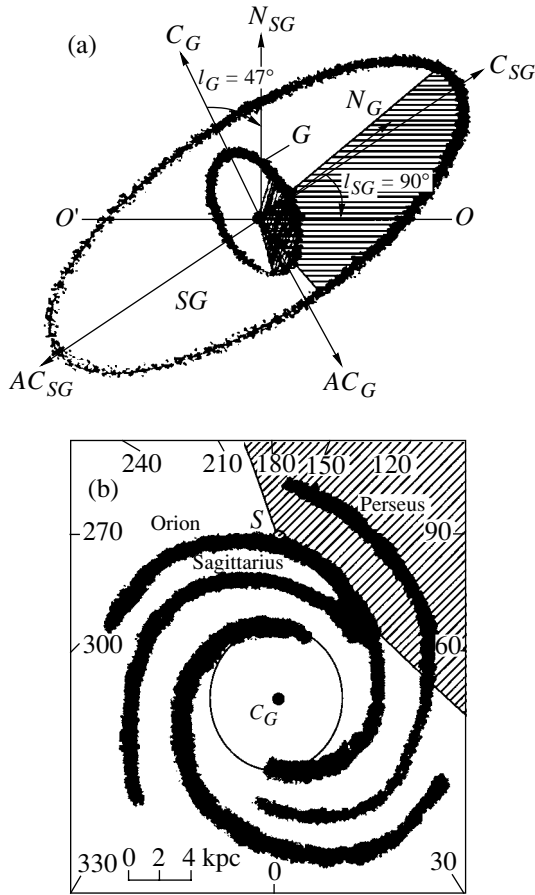 (a)
N_SG
C_G
l_G = 47°
C_SG
N_G
G
l_SG = 90°
O'
O
SG
AC_SG
AC_G
(b)
240
210
180
150
120
Perseus
Orion
S
270
90
Sagittarius
300
60
C_G
330
0 2 4 kpc
0
30